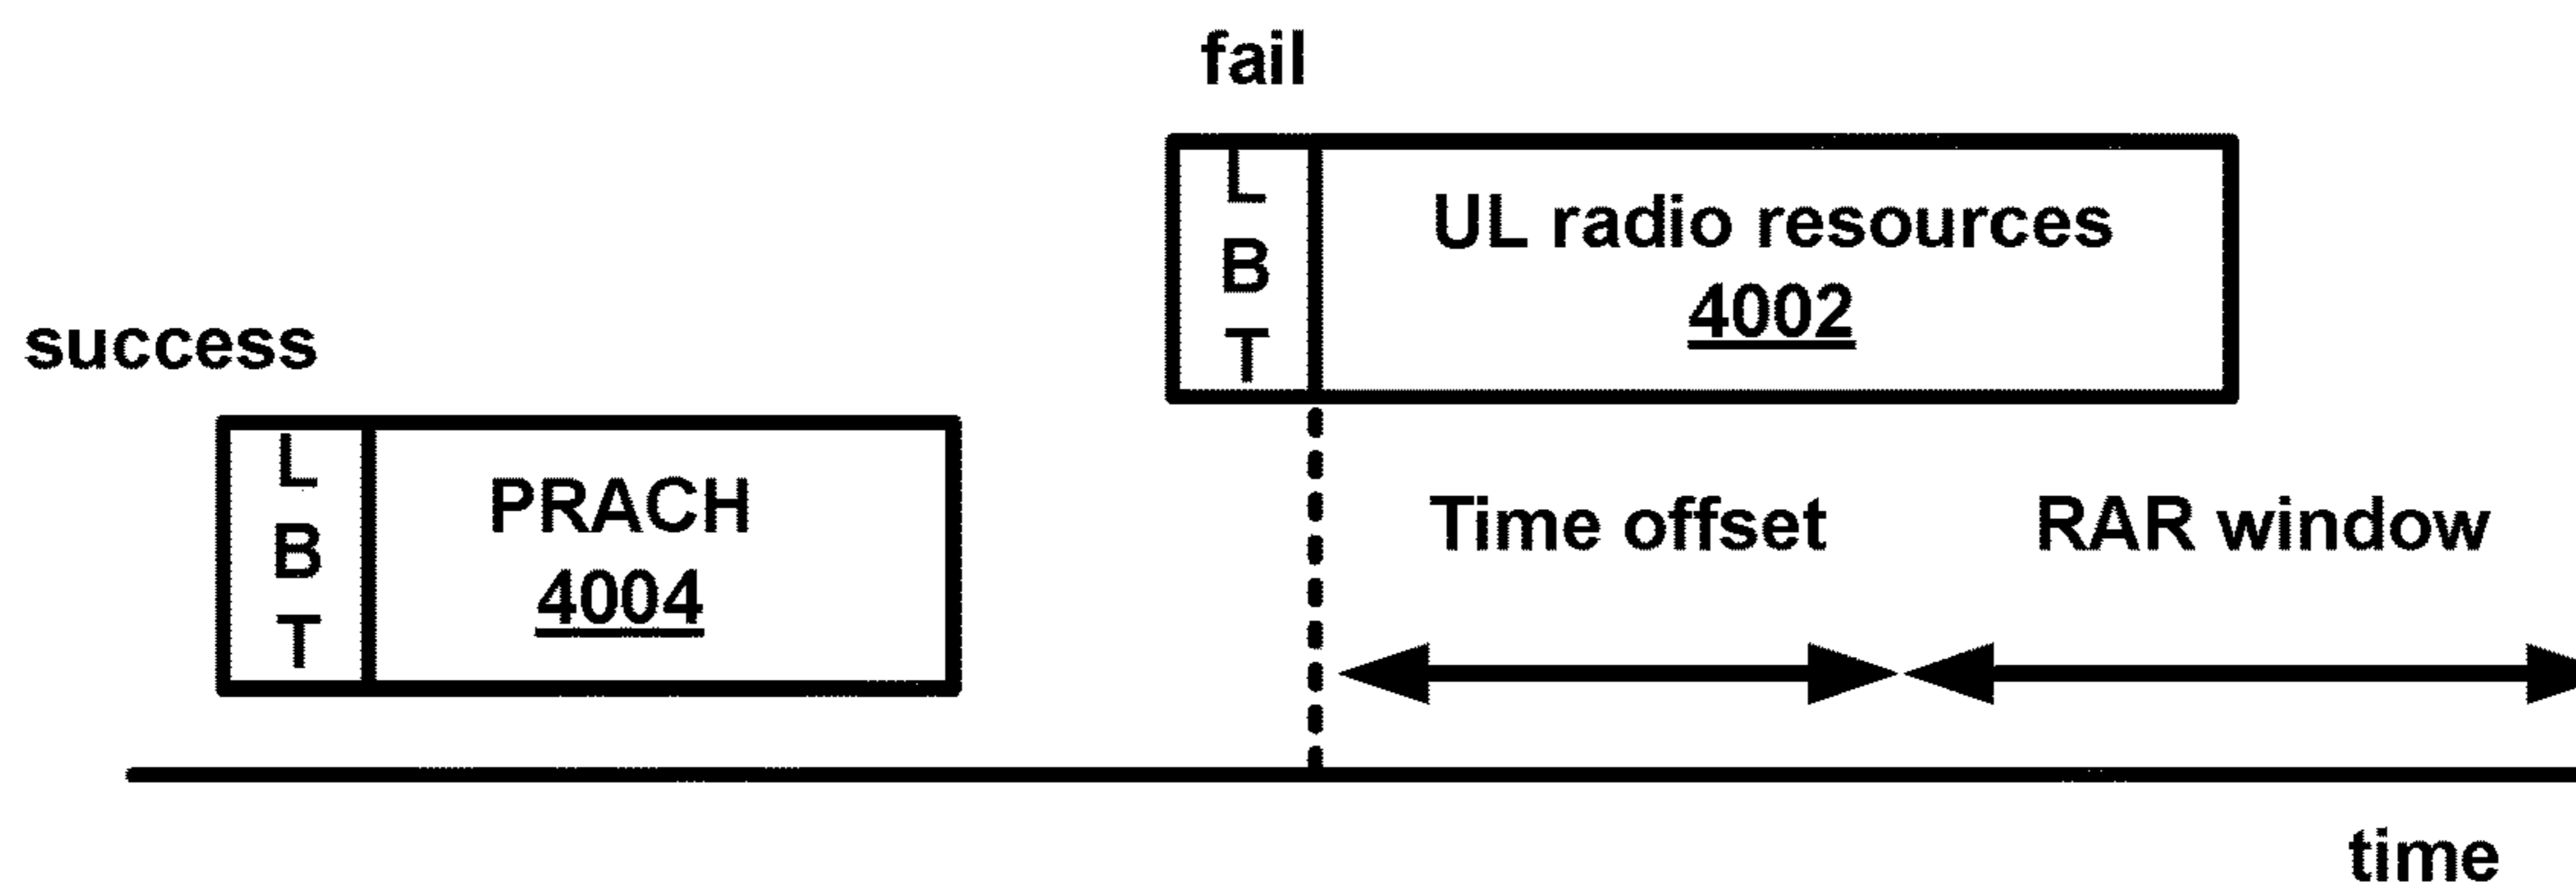 fail
L
B
T
UL radio resources
4002
success
L
B
T
PRACH
4004
Time offset
RAR window
time